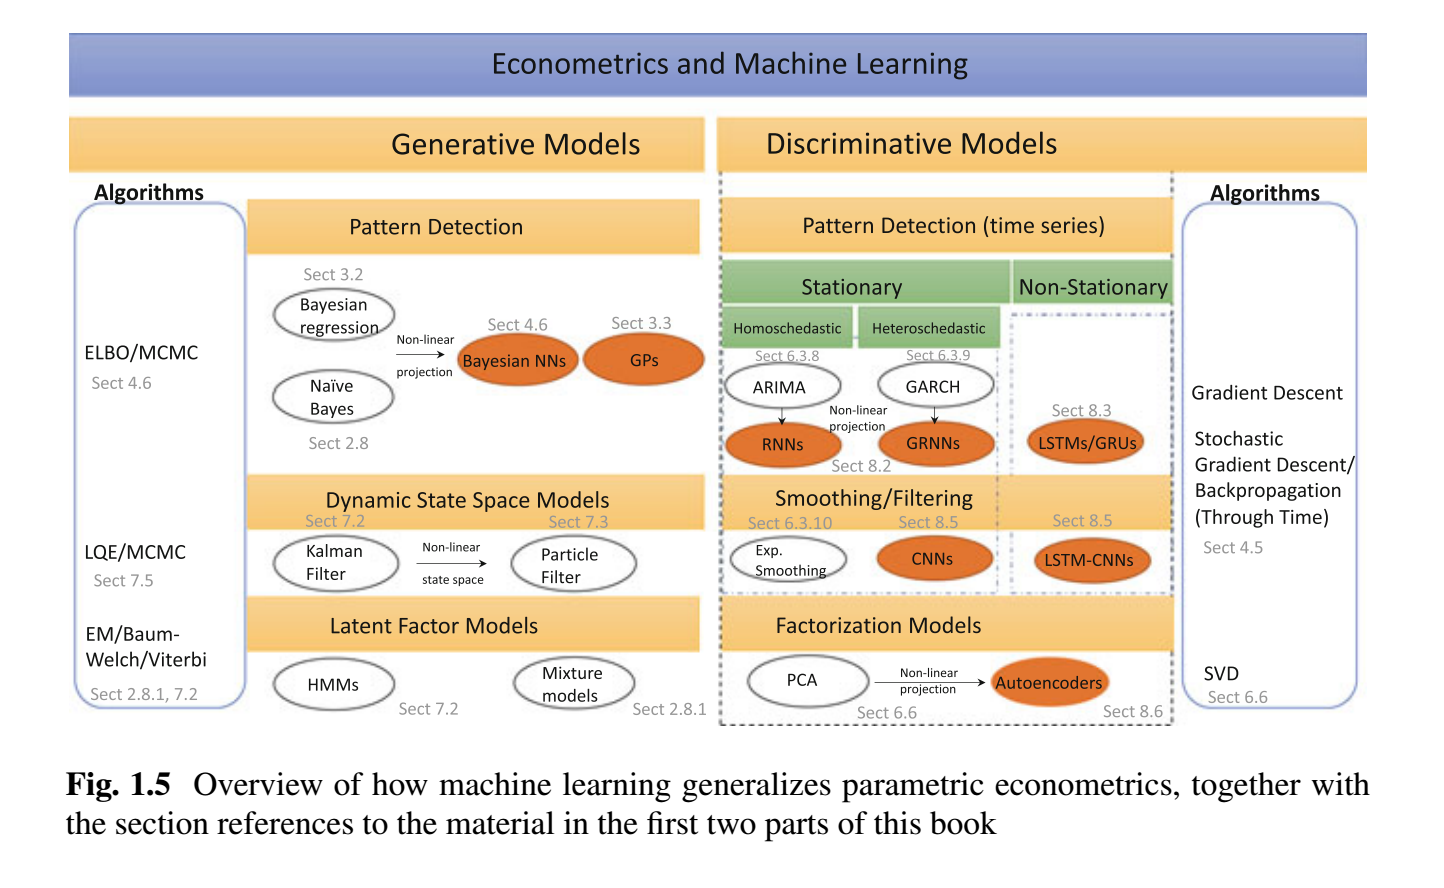 Econometrics and Machine Learning
Generative Models
Discriminative Models
Algorithms
ELBO/MCMC
Sect 4.6
LQE/MCMC
Sect 7.5
EM/Baum-
Welch/Viterbi
Sect 2.8.1, 7.2
Pattern Detection
Sect 3.2
Bayesian
regression
Naïve
Bayes
Sect 2.8
Non-linear
projection
Sect 4.6
Bayesian NNs
Sect 3.3
GPs
Dynamic State Space Models
Sect 7.2
Kalman
Filter
Non-linear
state space
Sect 7.3
Particle
Filter
Latent Factor Models
HMMs
Sect 7.2
Mixture
models
Sect 2.8.1
Pattern Detection (time series)
Stationary
Non-Stationary
Homoschedastic
Heteroschedastic
Sect 6.3.8
ARIMA
Sect 6.3.9
GARCH
Non-linear
projection
RNNs
GRNNs
Sect 8.2
Sect 8.3
LSTMs/GRUs
Smoothing/Filtering
Sect 6.3.10
Exp.
Smoothing
Sect 8.5
CNNs
Sect 8.5
LSTM-CNNs
Factorization Models
PCA
Sect 6.6
Non-linear
projection
Autoencoders
Sect 8.6
Algorithms
Gradient Descent
Stochastic
Gradient Descent/
Backpropagation
(Through Time)
Sect 4.5
SVD
Sect 6.6
Fig. 1.5 Overview of how machine learning generalizes parametric econometrics, together with
the section references to the material in the first two parts of this book